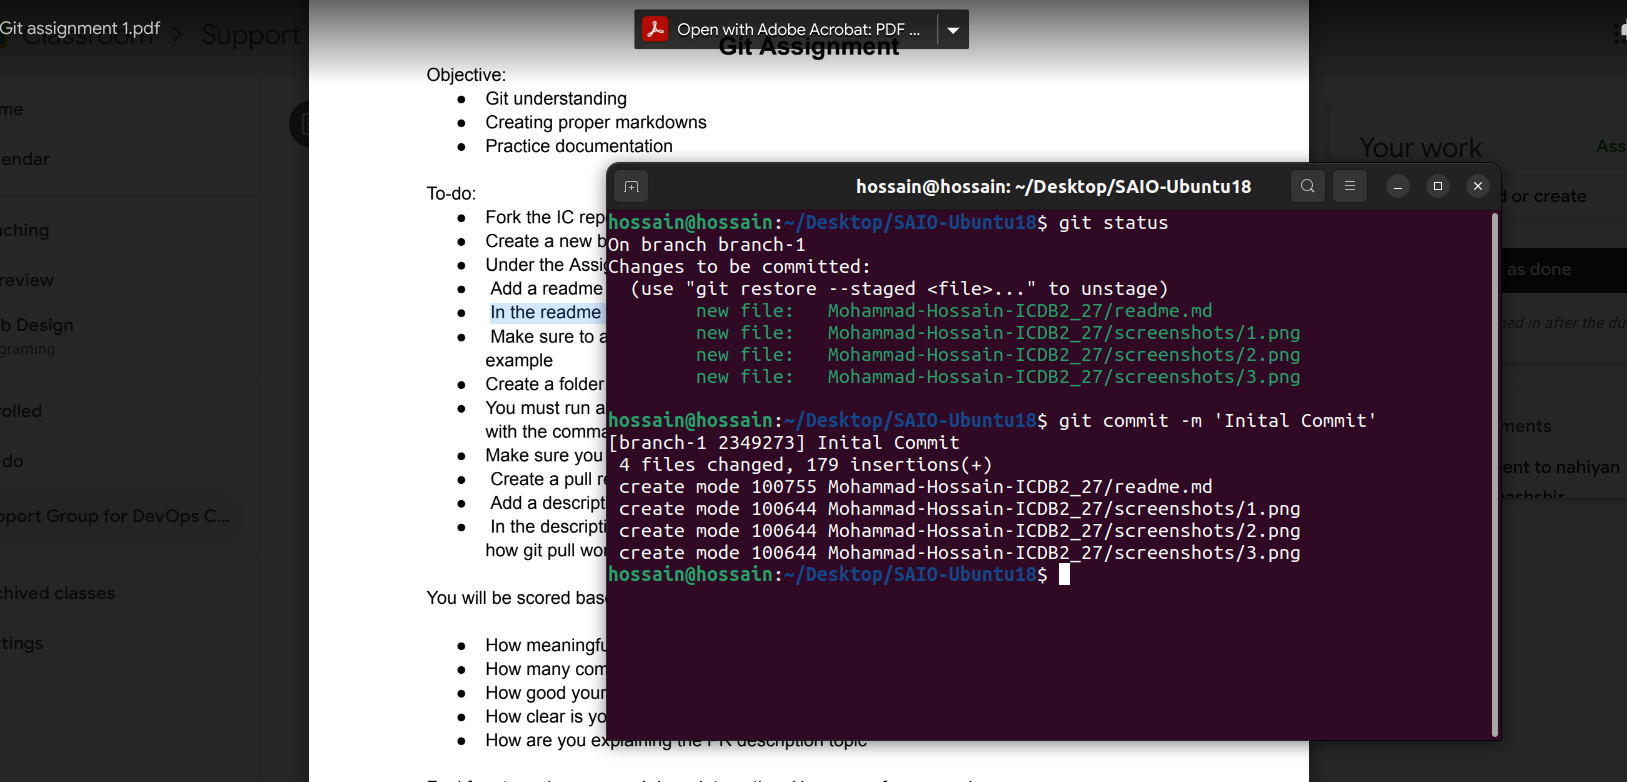 Git assignment 1.pdf
Classroom > Support
Open with Adobe Acrobat: PDF ...
Git Assignment
Objective:
● Git understanding
● Creating proper markdowns
● Practice documentation
To-do:
● Fork the IC rep
● Create a new b
● Under the Assig
● Add a readme
● In the readme
● Make sure to a
example
● Create a folder
● You must run a
with the comma
● Make sure you
● Create a pull re
● Add a descript
● In the descripti
how git pull wor
You will be scored base
● How meaningfu
● How many com
● How good your
● How clear is yo
● How are you explaining the PR description topic
hossain@hossain: ~/Desktop/SAIO-Ubuntu18
hossain@hossain:~/Desktop/SAIO-Ubuntu18$ git status
On branch branch-1
Changes to be committed:
  (use "git restore --staged <file>..." to unstage)
        new file:   Mohammad-Hossain-ICDB2_27/readme.md
        new file:   Mohammad-Hossain-ICDB2_27/screenshots/1.png
        new file:   Mohammad-Hossain-ICDB2_27/screenshots/2.png
        new file:   Mohammad-Hossain-ICDB2_27/screenshots/3.png
hossain@hossain:~/Desktop/SAIO-Ubuntu18$ git commit -m 'Inital Commit'
[branch-1 2349273] Inital Commit
 4 files changed, 179 insertions(+)
 create mode 100755 Mohammad-Hossain-ICDB2_27/readme.md
 create mode 100644 Mohammad-Hossain-ICDB2_27/screenshots/1.png
 create mode 100644 Mohammad-Hossain-ICDB2_27/screenshots/2.png
 create mode 100644 Mohammad-Hossain-ICDB2_27/screenshots/3.png
hossain@hossain:~/Desktop/SAIO-Ubuntu18$
me
endar
ching
review
b Design
graming
olled
do
pport Group for DevOps C...
chived classes
ttings
Your work
Ass
d or create
as done
ned in after the du
ments
ent to nahiyan